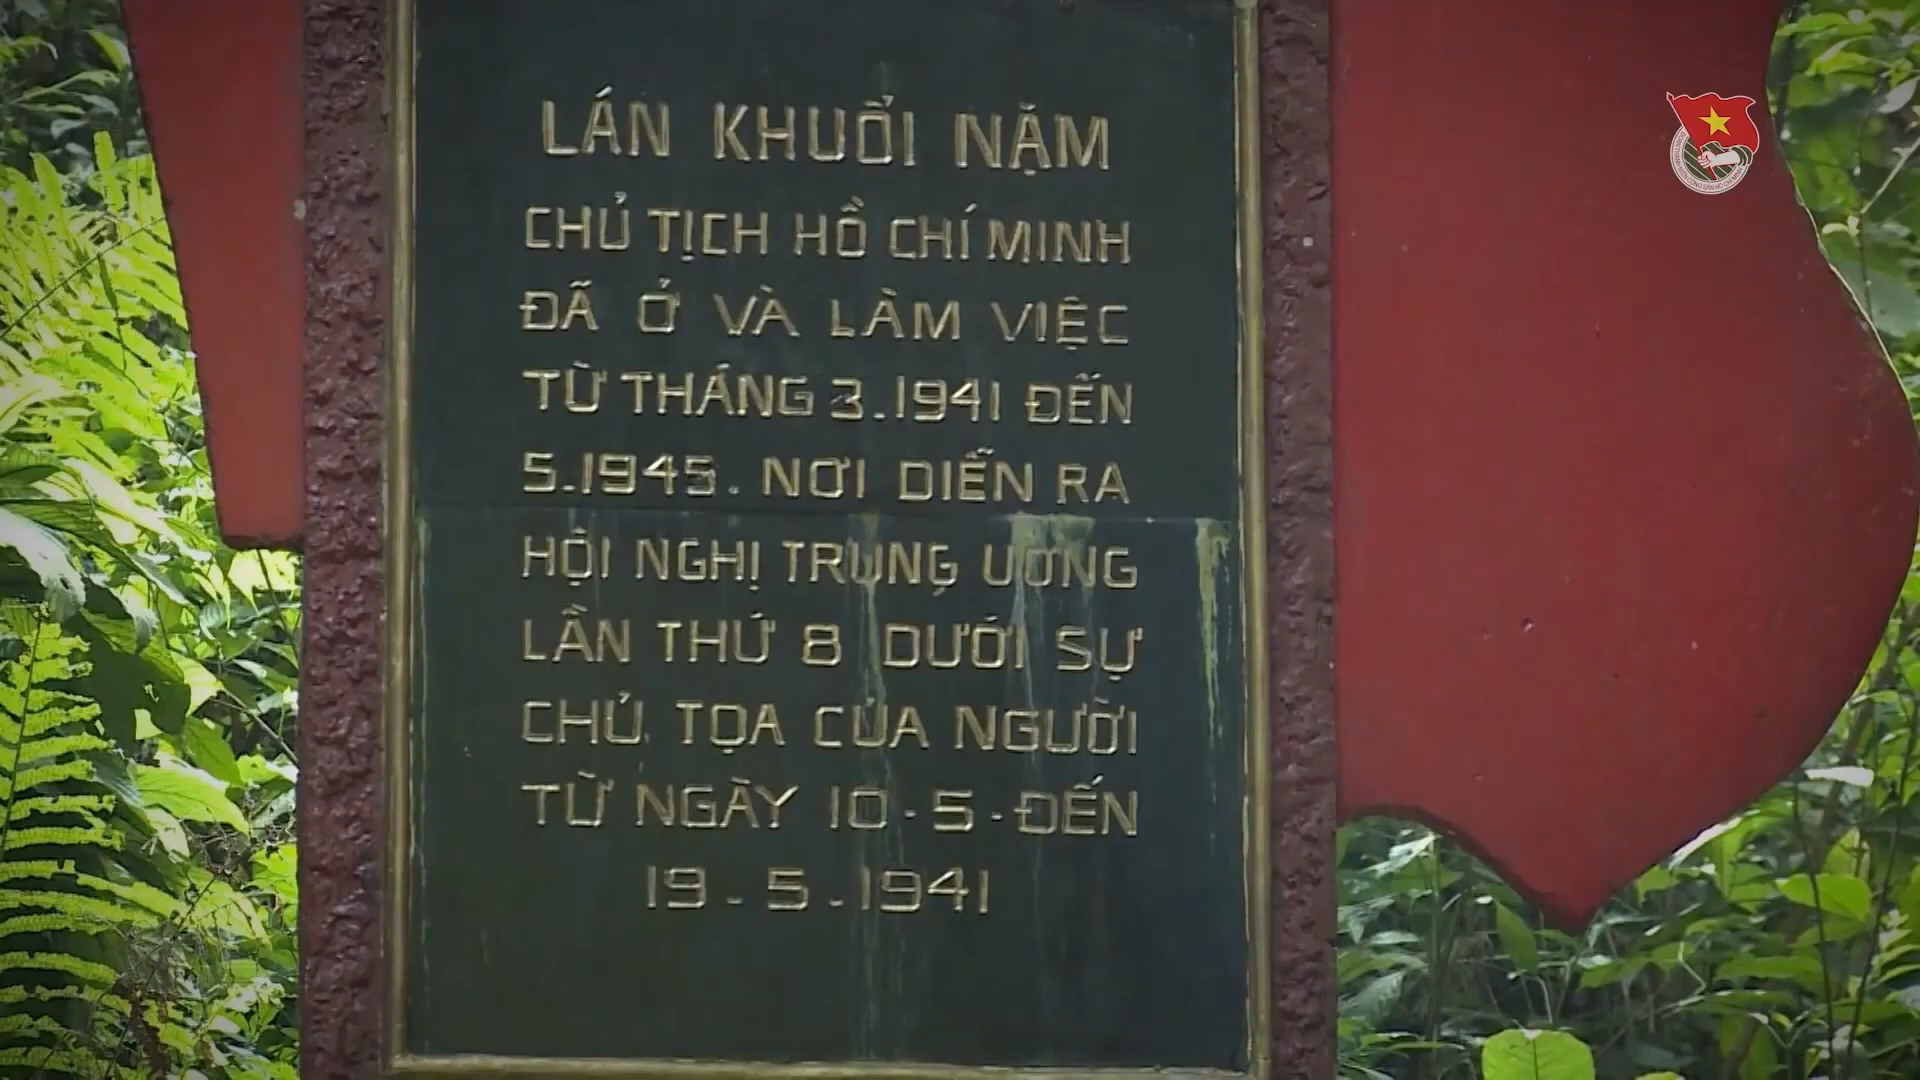 LÁN KHUỔI NẶM
CHỦ TỊCH HỒ CHÍ MINH
ĐÃ Ở VÀ LÀM VIỆC
TỪ THÁNG 3.1941 ĐẾN
5.1945. NƠI DIỄN RA
HỘI NGHỊ TRUNG ƯƠNG
LẦN THỨ 8 DƯỚI SỰ
CHỦ TỌA CỦA NGƯỜI
TỪ NGÀY 10-5-ĐẾN
19-5-1941